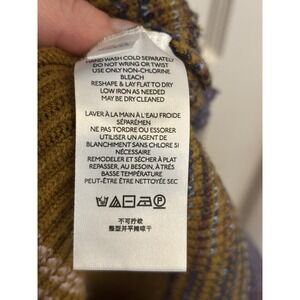 HAND WASH COLD SEPARATELY
DO NOT WRING OR TWIST
USE ONLY NON-CHLORINE
BLEACH
RESHAPE & LAY FLAT TO DRY
LOW IRON AS NEEDED
MAY BE DRY CLEANED
LAVER À LA MAIN À L'EAU FROIDE
SÉPARÉMENT
NE PAS TORDRE OU ESSORER
UTILISER UN AGENT DE
BLANCHIMENT SANS CHLORE SI
NÉCESSAIRE
REMODELER ET SÉCHER À PLAT
REPASSER, AU BESOIN, À TRÈS
BASSE TEMPÉRATURE
PEUT-ÊTRE ÊTRE NETTOYÉE SEC
不可拧绞
整型并平摊晾干